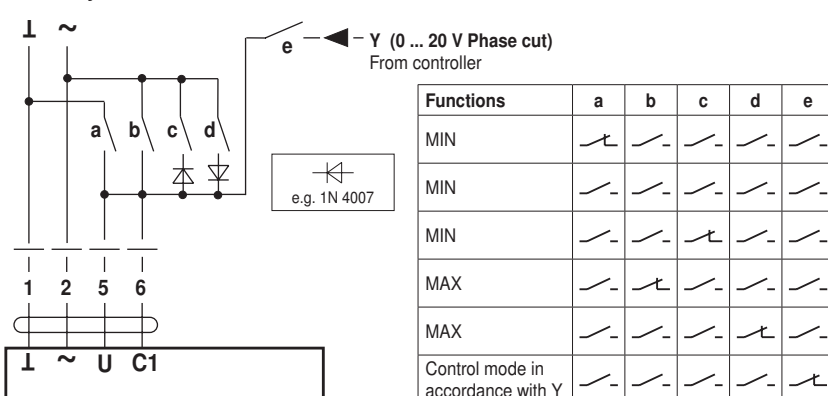 ⊥ ~
e
Y (0 ... 20 V Phase cut)
From controller
a b c d
e.g. 1N 4007
1 2 5 6
⊥ ~ U C1
Functions a b c d e
MIN
MIN
MIN
MAX
MAX
Control mode in
accordance with Y